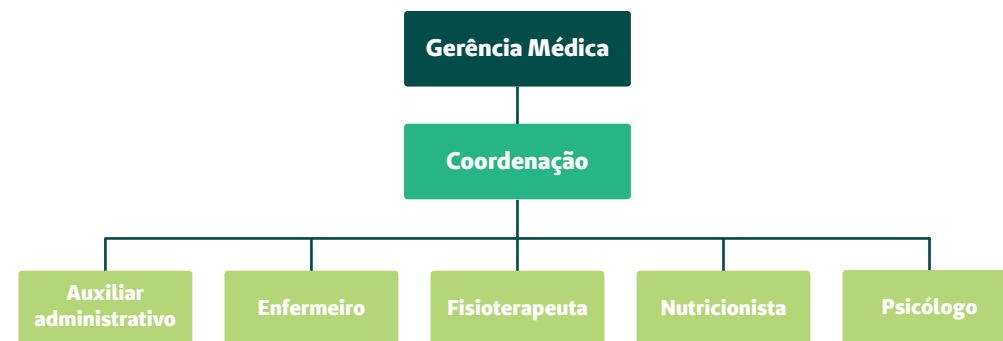 Gerência Médica
Coordenação
Auxiliar
administrativo
Enfermeiro
Fisioterapeuta
Nutricionista
Psicólogo